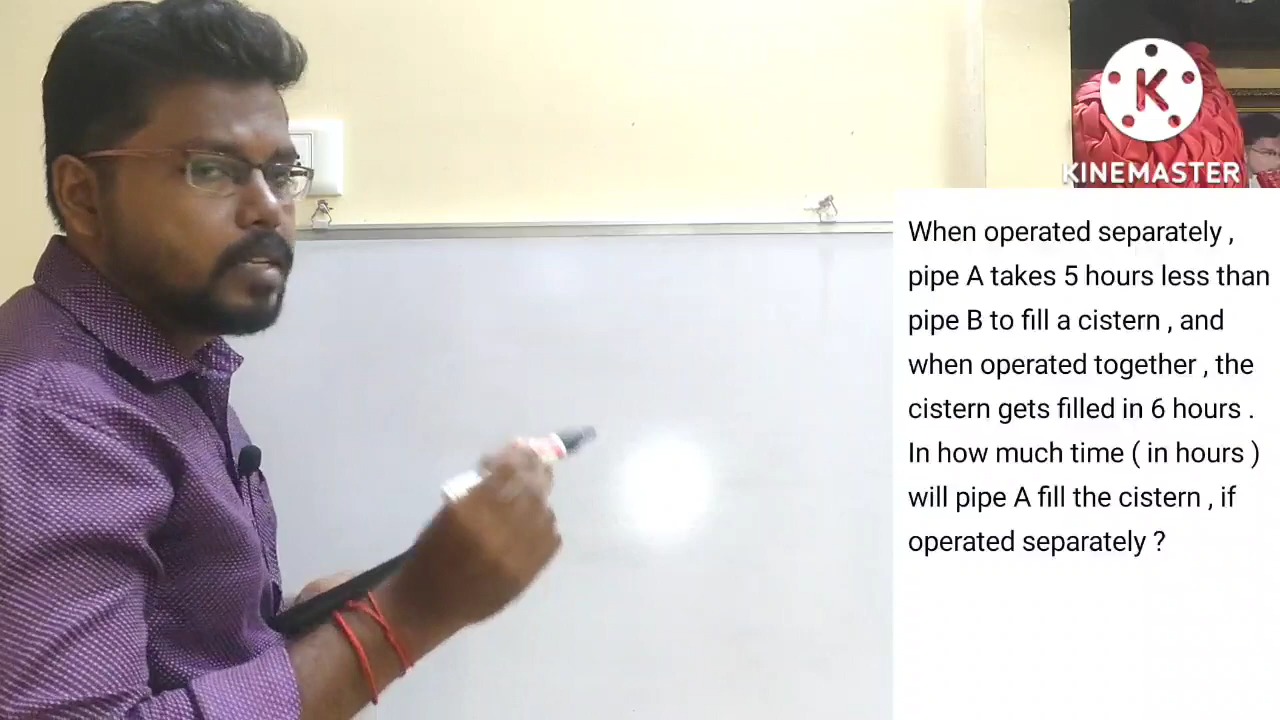 K
KINEMASTER
When operated separately ,
pipe A takes 5 hours less than
pipe B to fill a cistern , and
when operated together , the
cistern gets filled in 6 hours .
In how much time ( in hours )
will pipe A fill the cistern , if
operated separately ?